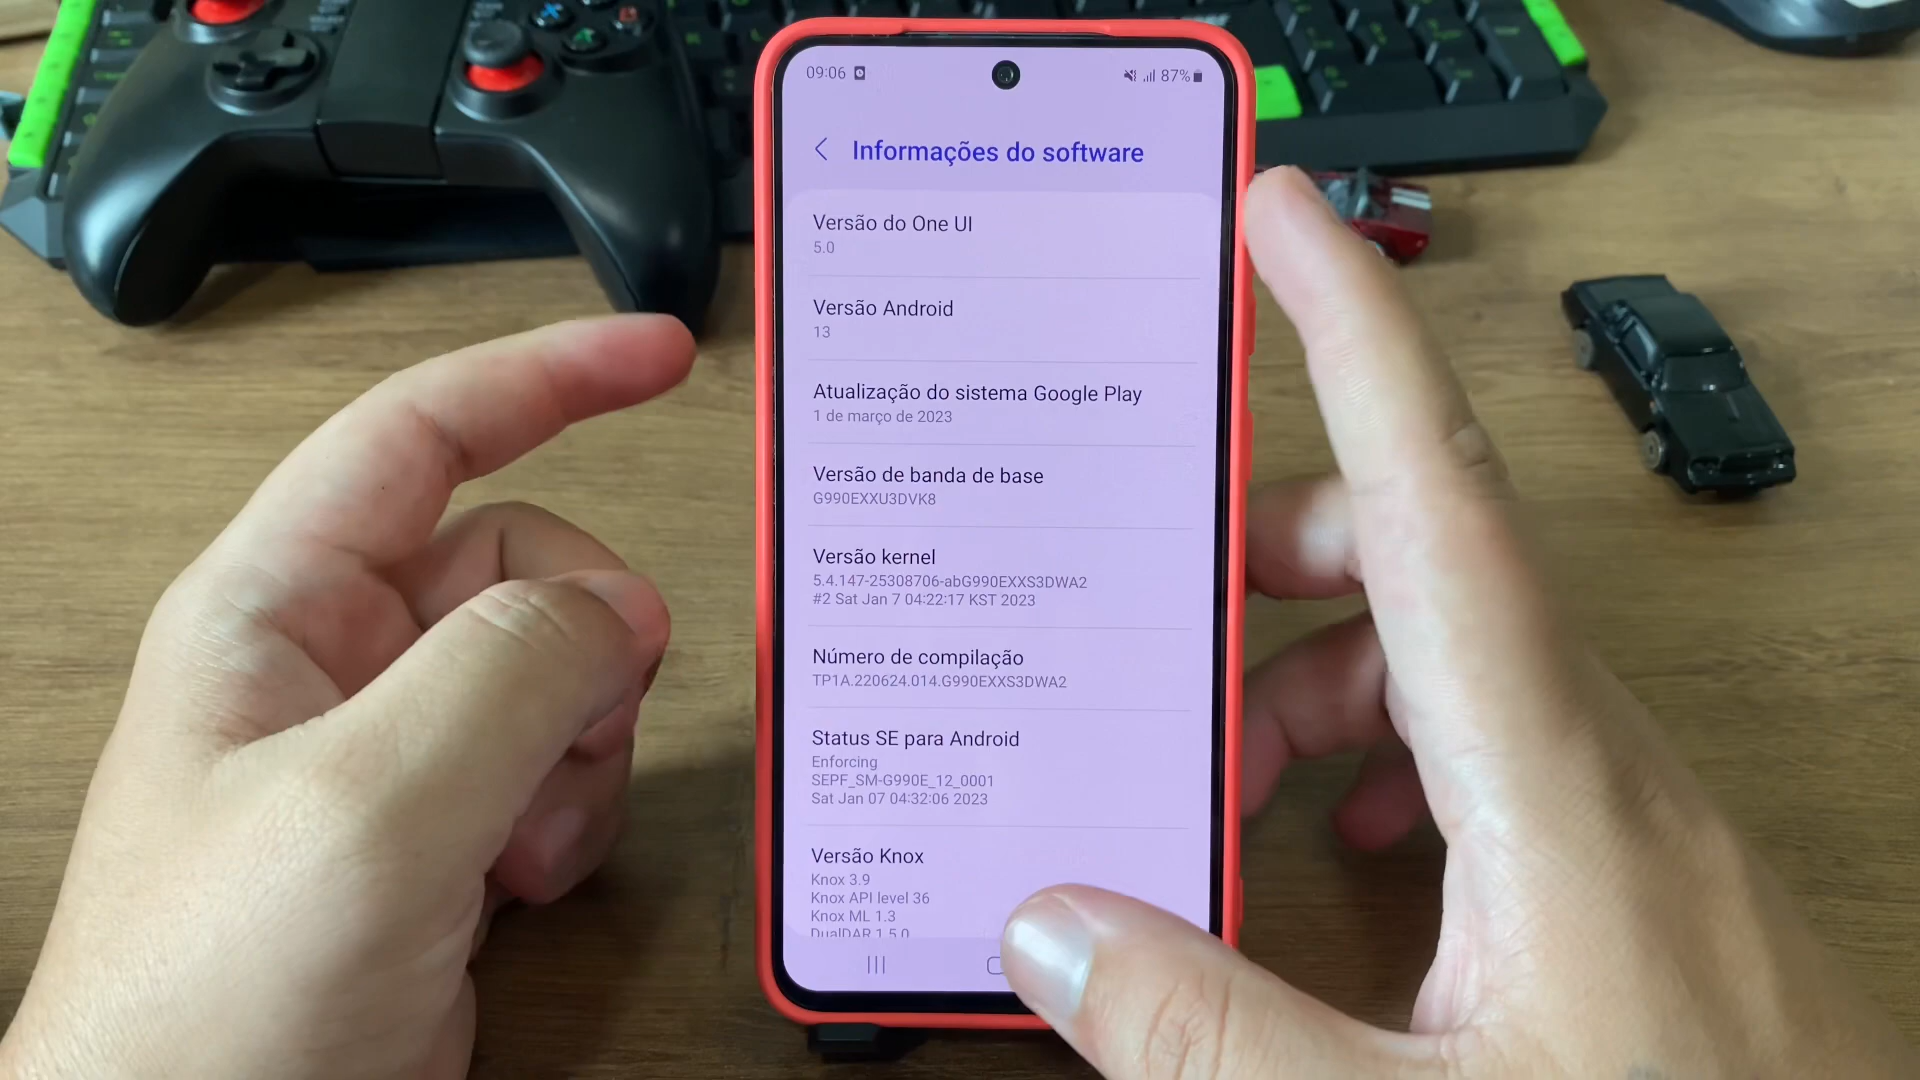 09:06
87%
Informações do software
Versão do One UI
5.0
Versão Android
13
Atualização do sistema Google Play
1 de março de 2023
Versão de banda de base
G990EXXU3DVK8
Versão kernel
5.4.147-25308706-abG990EXXS3DWA2
#2 Sat Jan 7 04:22:17 KST 2023
Número de compilação
TP1A.220624.014.G990EXXS3DWA2
Status SE para Android
Enforcing
SEPF_SM-G990E_12_0001
Sat Jan 07 04:32:06 2023
Versão Knox
Knox 3.9
Knox API level 36
Knox ML 1.3
DualDAR 1.5.0